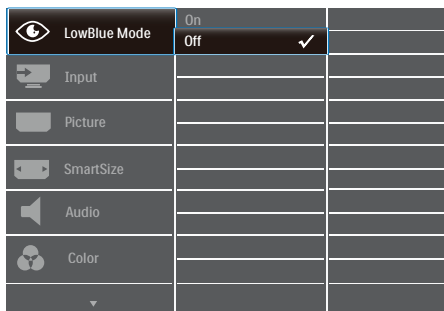 LowBlue Mode
On
Off
Input
Picture
SmartSize
Audio
Color